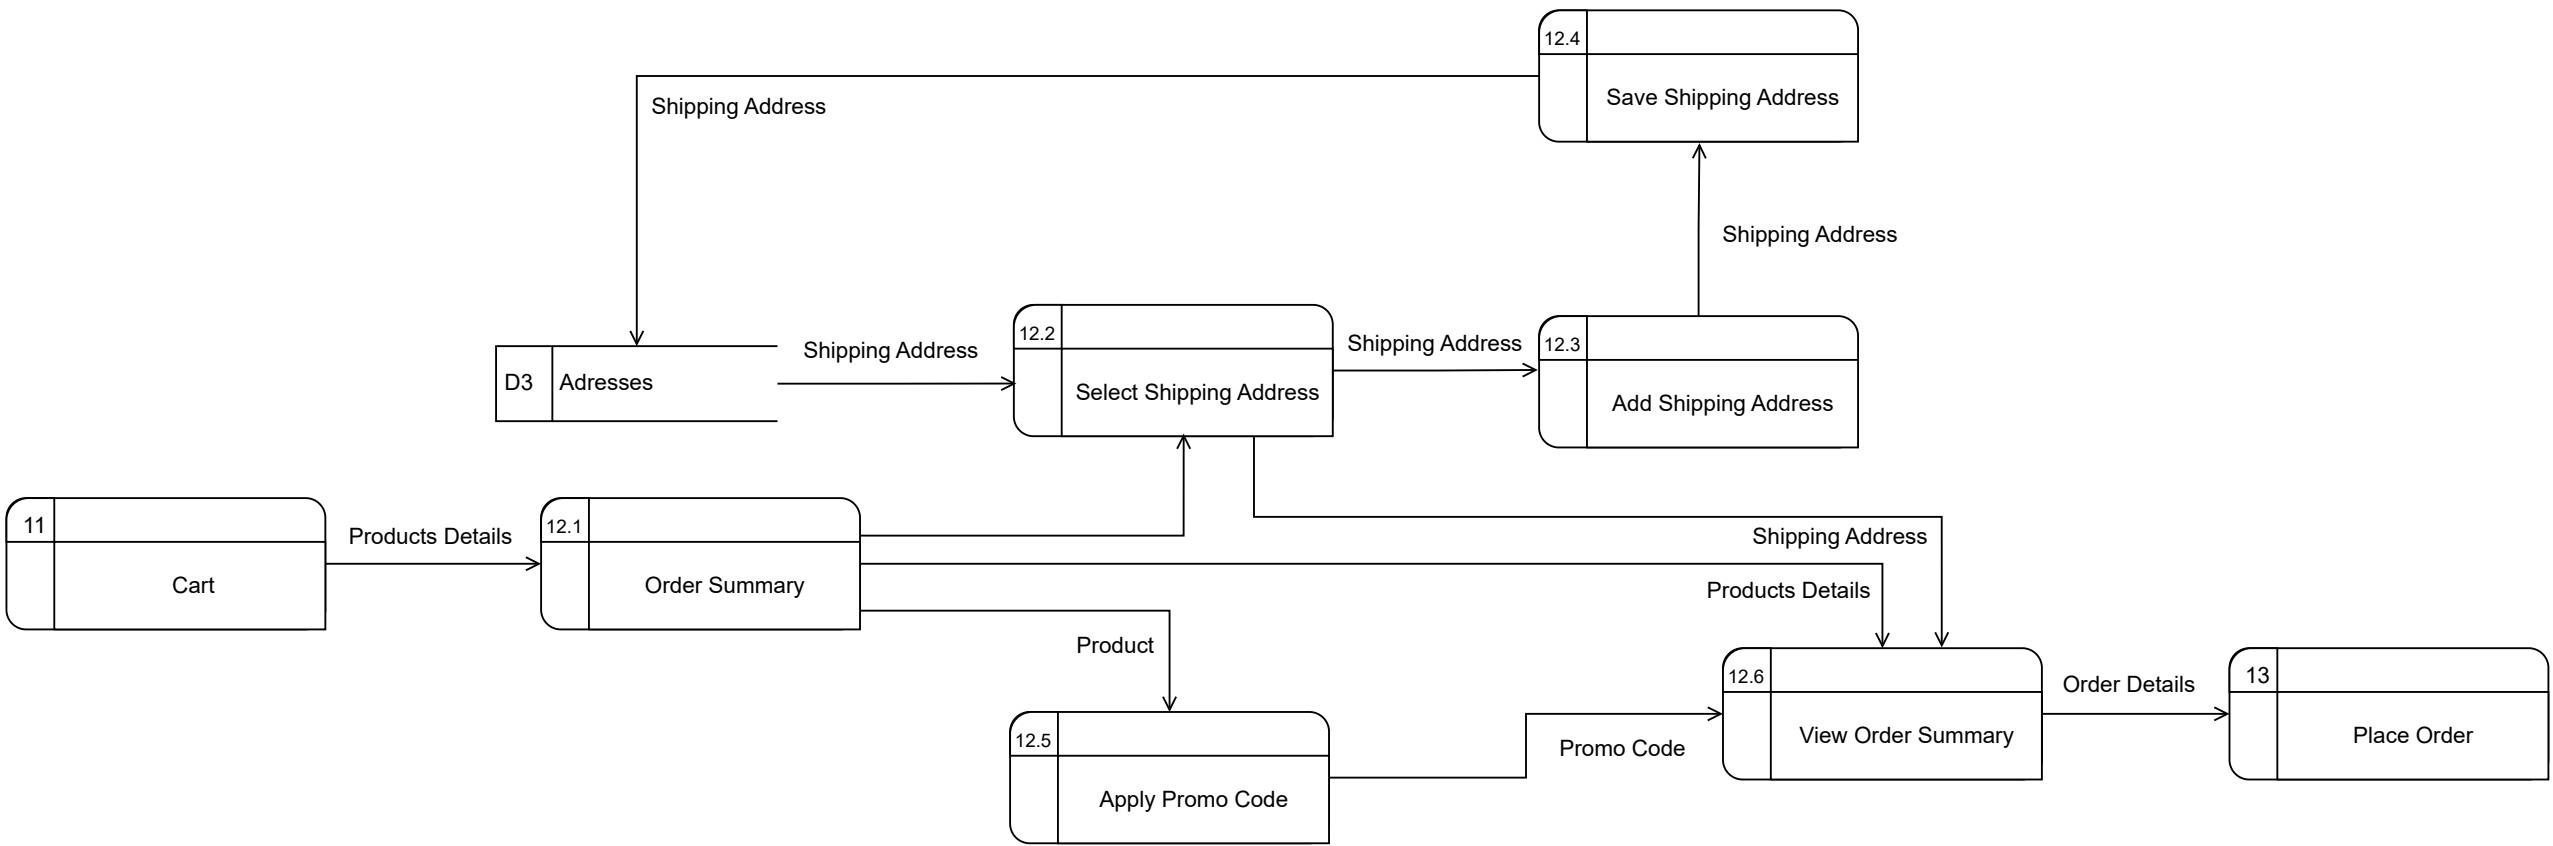 12.4
Save Shipping Address
Shipping Address
Shipping Address
12.2
Select Shipping Address
12.3
Add Shipping Address
Shipping Address
Shipping Address
D3
Adresses
11
Cart
Products Details
12.1
Order Summary
Shipping Address
Products Details
Product
12.5
Apply Promo Code
Promo Code
12.6
View Order Summary
Order Details
13
Place Order